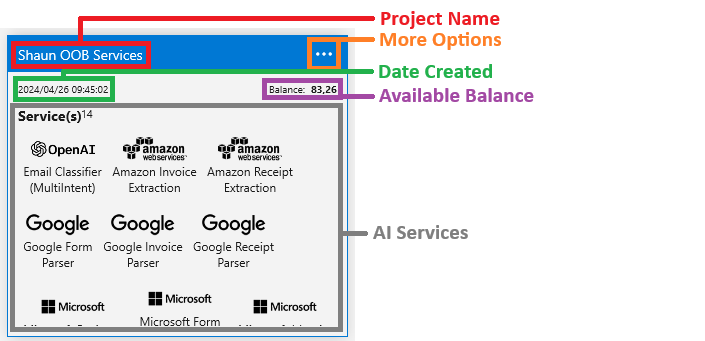 Project Name
Shaun OOB Services
More Options
Date Created
2024/04/26 09:45:02
Balance: 83,26
Available Balance
Service(s)14
OpenAI amazon webservices amazon webservices
Email Classifier Amazon Invoice Amazon Receipt
(MultiIntent) Extraction Extraction
Google Google Google
Google Form Google Invoice Google Receipt
Parser Parser Parser
AI Services
Microsoft Microsoft Microsoft
Microsoft Form